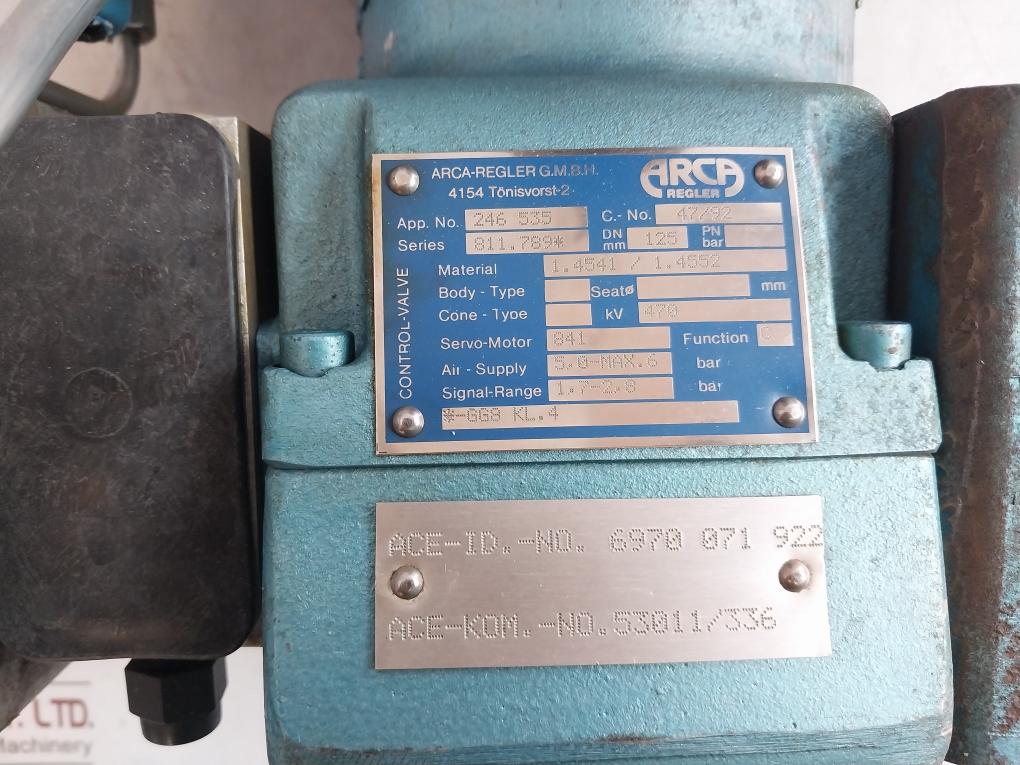 ARCA-REGLER G.M.B.H.
4154 Tönisvorst-2
ARCA
REGLER
App. No. 246 535 C.- No. 47/92
Series 811.789* DN mm 125 PN bar
Material 1.4541 / 1.4552
Body - Type Seatø mm
Cone - Type kV 470
Servo-Motor 841 Function C
Air - Supply 5,0-MAX.6 bar
Signal-Range 1,7-2,8 bar
*-GG8 KL.4
CONTROL-VALVE
ACE-ID.-NO. 6970 071 922
ACE-KOM.-NO.53011/336
. LTD.
Machinery